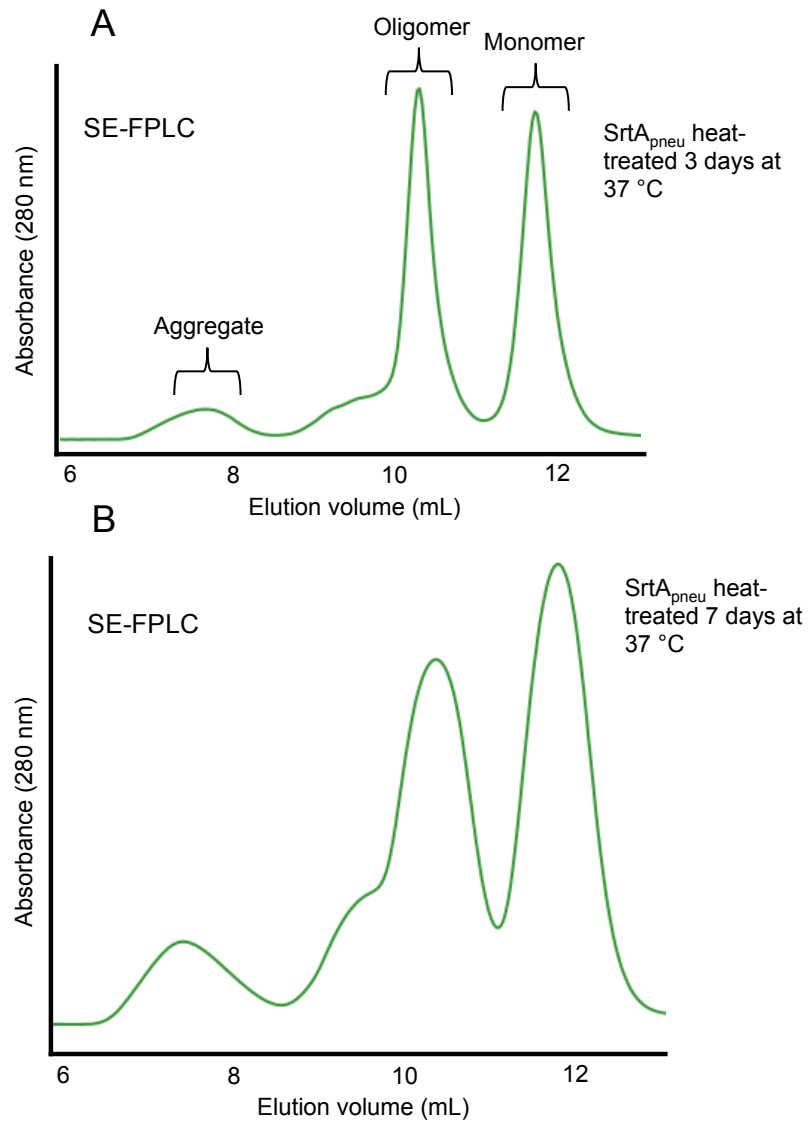 A
Oligomer
Monomer
SE-FPLC
SrtApneu heat-
treated 3 days at
37 °C
Aggregate
Absorbance (280 nm)
6
8
10
12
Elution volume (mL)
B
SE-FPLC
SrtApneu heat-
treated 7 days at
37 °C
Absorbance (280 nm)
6
8
10
12
Elution volume (mL)